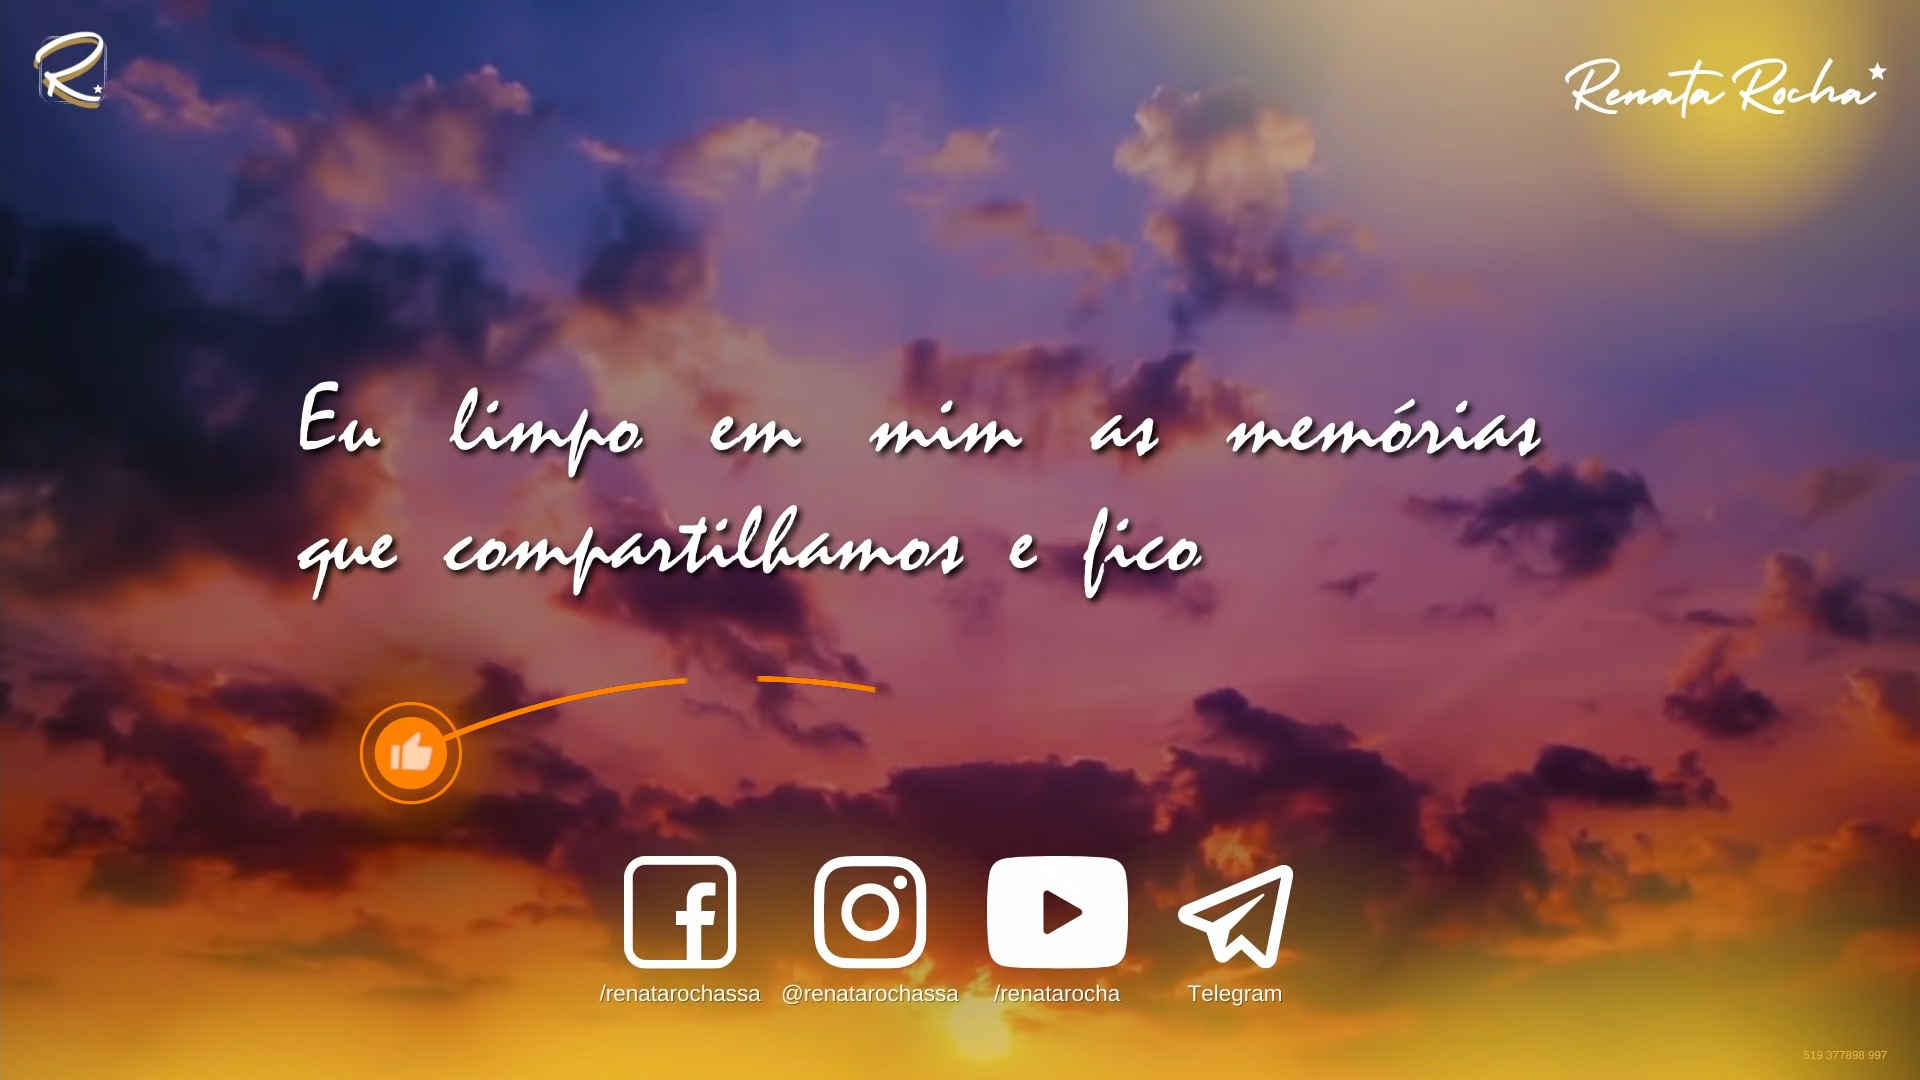 R
Renata Rocha
Eu limpo em mim as memórias
que compartilhamos e fico
/renatarochassa @renatarochassa /renatarocha Telegram
519 377898 997